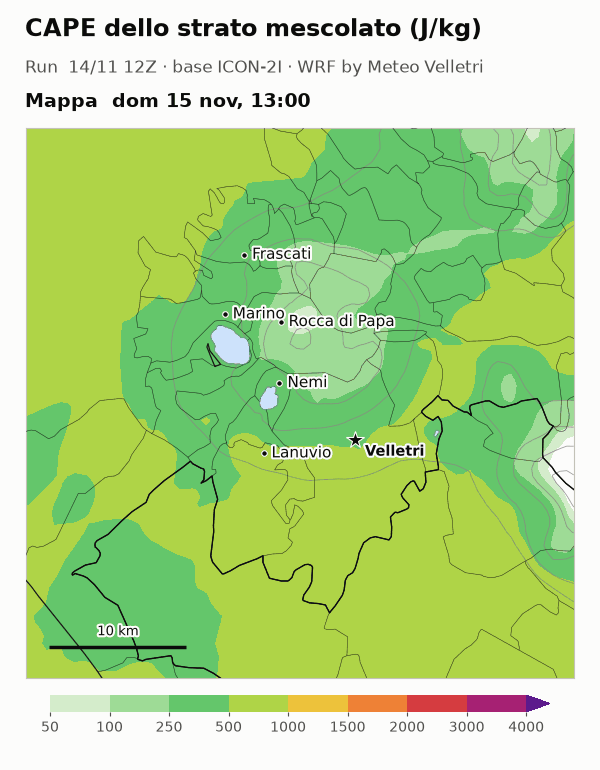 CAPE dello strato mescolato (J/kg)
Run  14/11 12Z · base ICON-2I · WRF by Meteo Velletri
Mappa  dom 15 nov, 13:00
Frascati
Marino
Rocca di Papa
Nemi
Velletri
Lanuvio
10 km
50 100 250 500 1000 1500 2000 3000 4000